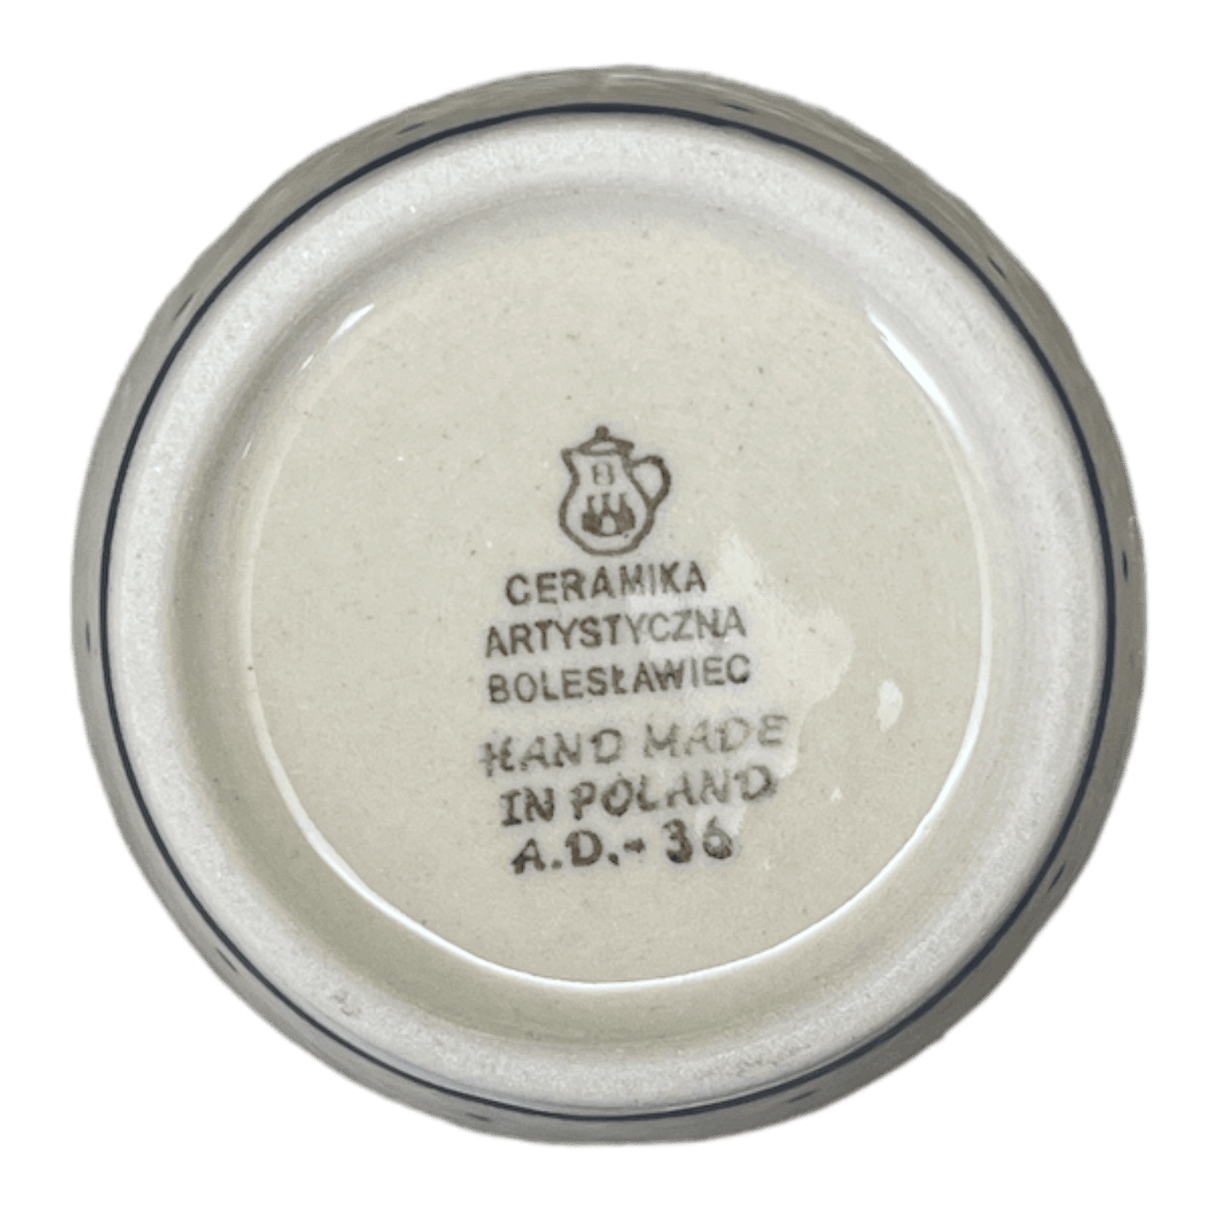 CERAMIKA
ARTYSTYCZNA
BOLESŁAWIEC
HAND MADE
IN POLAND
A.D.- 36